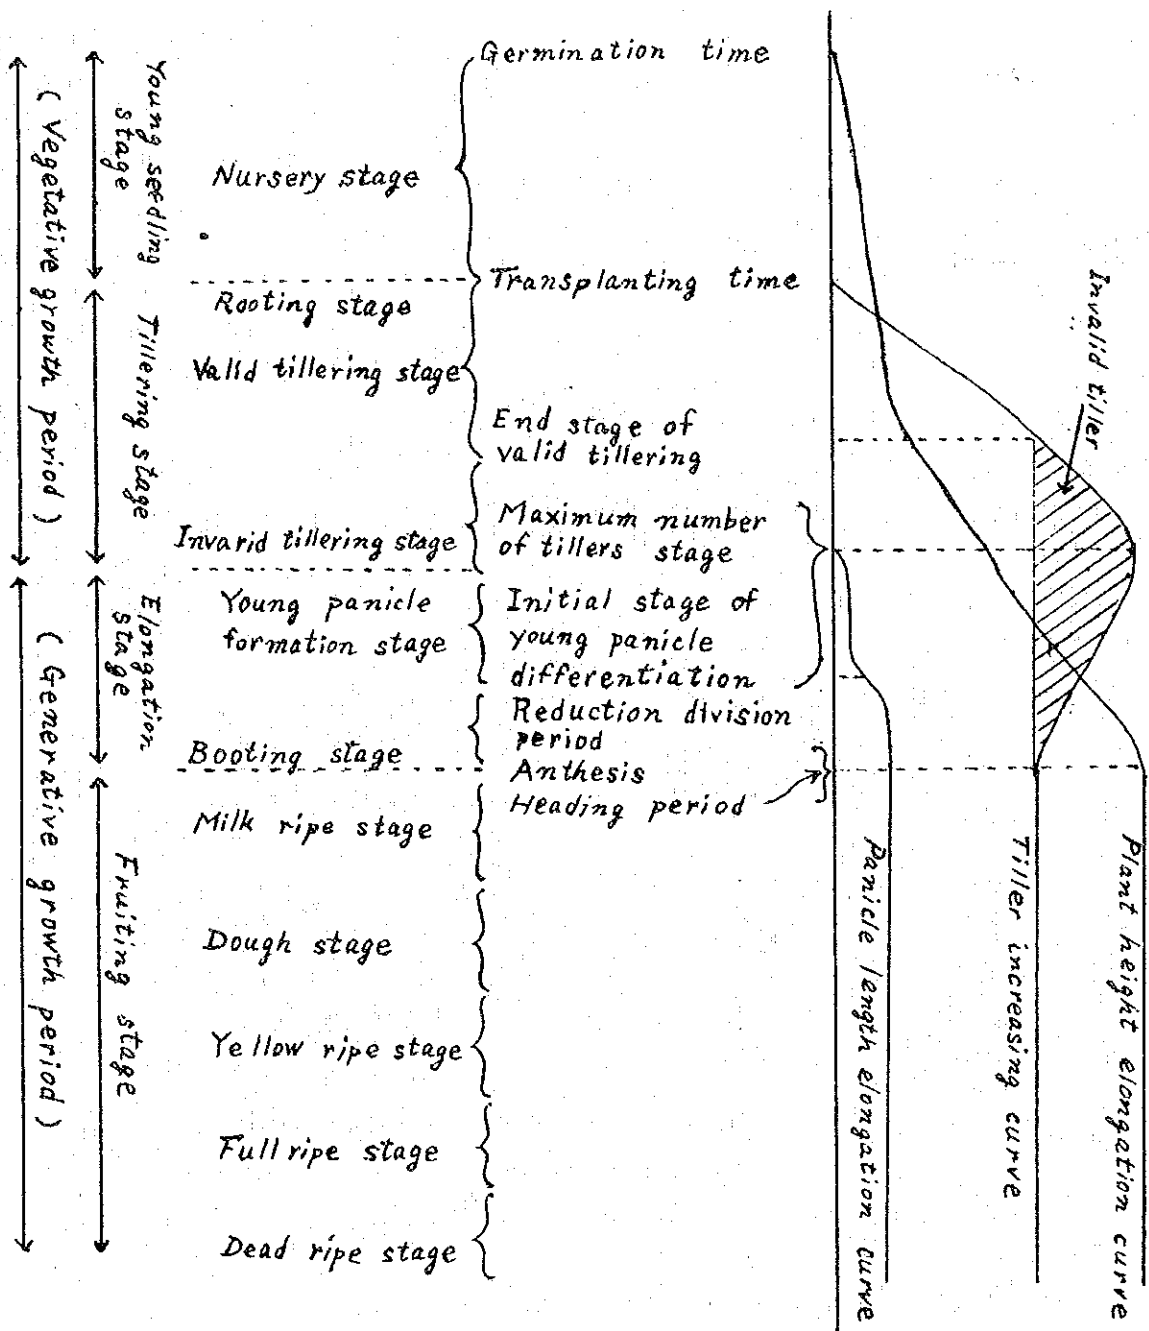 Germination time
Young seedling
stage
( Vegetative growth period )
Nursery stage
Transplanting time
Invalid tiller
Rooting stage
Tillering stage
Valid tillering stage
End stage of
valid tillering
Maximum number
of tillers stage
Invarid tillering stage
Elongation
stage
( Generative growth period )
Young panicle
formation stage
Initial stage of
young panicle
differentiation
Reduction division
period
Booting stage
Anthesis
Heading period
Milk ripe stage
Fruiting stage
Panicle length elongation curve
Tiller increasing curve
Plant height elongation curve
Dough stage
Yellow ripe stage
Full ripe stage
Dead ripe stage